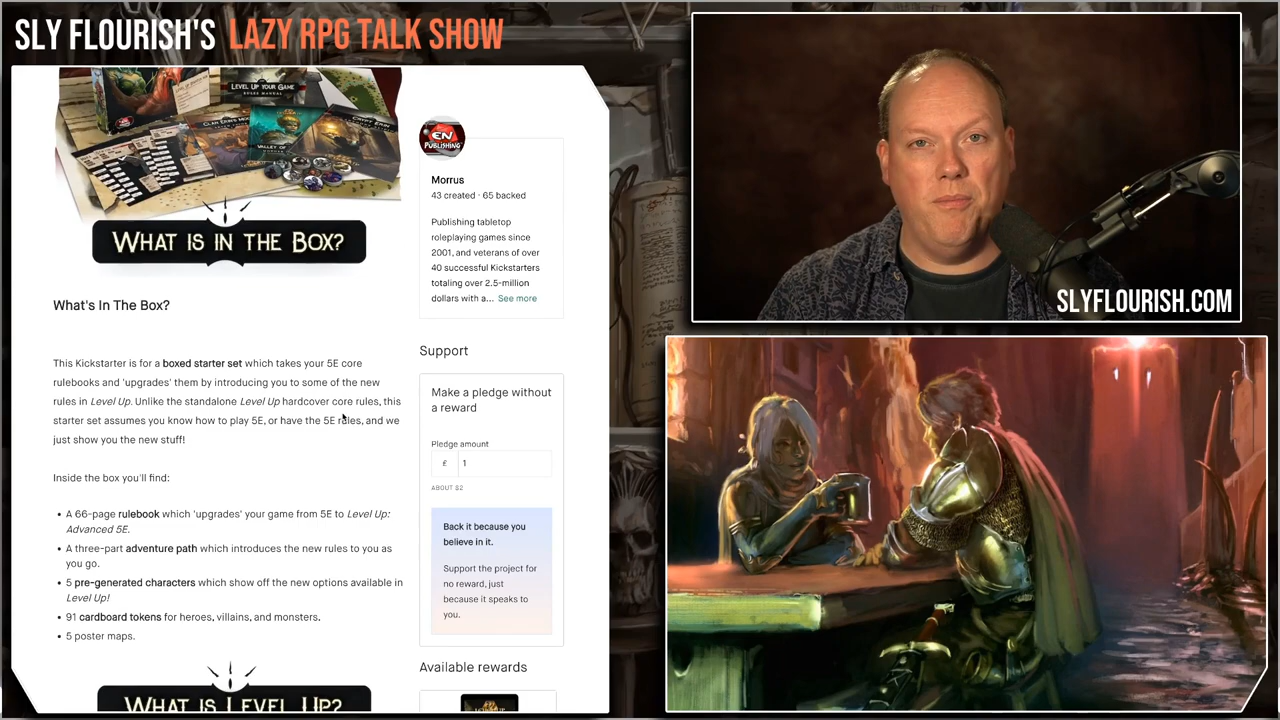 SLY FLOURISH'S LAZY RPG TALK SHOW
LEVEL UP YOUR GAME
RULES MANUAL
VALLEY OF
WHAT IS IN THE BOX?
What's In The Box?
This Kickstarter is for a boxed starter set which takes your 5E core
rulebooks and 'upgrades' them by introducing you to some of the new
rules in Level Up. Unlike the standalone Level Up hardcover core rules, this
starter set assumes you know how to play 5E, or have the 5E rules, and we
just show you the new stuff!
Inside the box you'll find:
• A 66-page rulebook which 'upgrades' your game from 5E to Level Up:
Advanced 5E.
• A three-part adventure path which introduces the new rules to you as
you go.
• 5 pre-generated characters which show off the new options available in
Level Up!
• 91 cardboard tokens for heroes, villains, and monsters.
• 5 poster maps.
WHAT IS LEVEL UP?
EN
PUBLISHING
Morrus
43 created · 65 backed
Publishing tabletop
roleplaying games since
2001, and veterans of over
40 successful Kickstarters
totaling over 2.5-million
dollars with a... See more
Support
Make a pledge without
a reward
Pledge amount
£ 1
ABOUT $2
Back it because you
believe in it.
Support the project for
no reward, just
because it speaks to
you.
Available rewards
SLYFLOURISH.COM